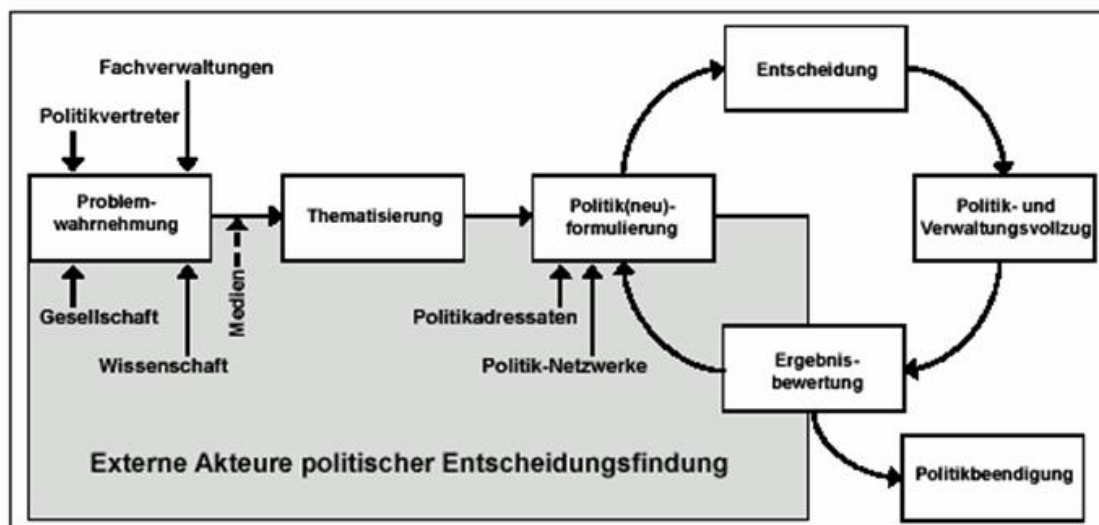 Fachverwaltungen
Politikvertreter
Problem-
wahrnehmung
Gesellschaft
Wissenschaft
Medien
Thematisierung
Politik(neu)-
formulierung
Politikadressaten
Politik-Netzwerke
Entscheidung
Politik- und
Verwaltungsvollzug
Ergebnis-
bewertung
Politikbeendigung
Externe Akteure politischer Entscheidungsfindung